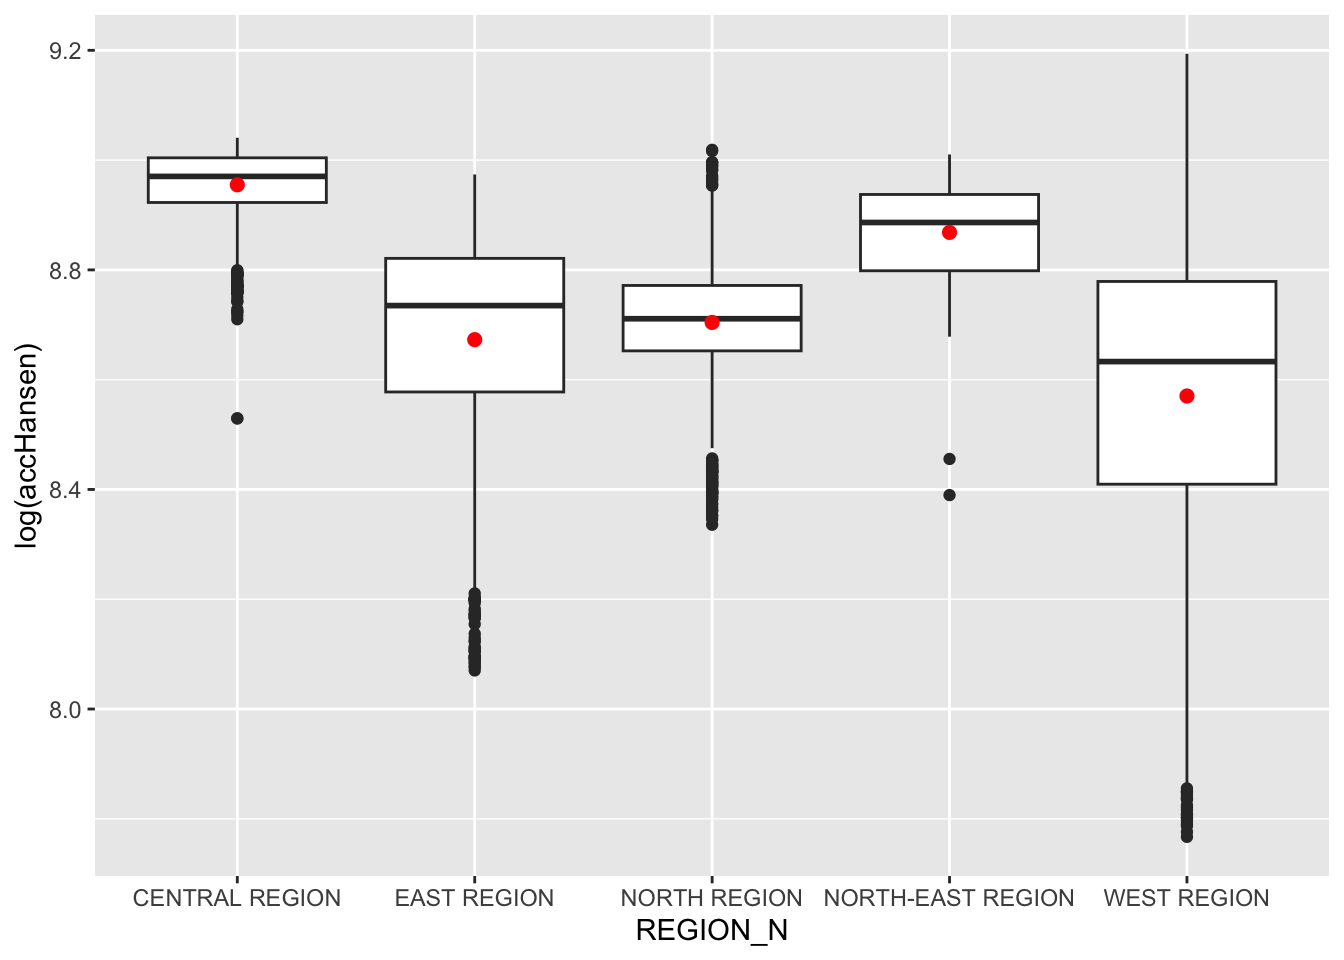 9.2
8.8
8.4
8.0
log(accHansen)
CENTRAL REGION
EAST REGION
NORTH REGION
NORTH-EAST REGION
WEST REGION
REGION_N